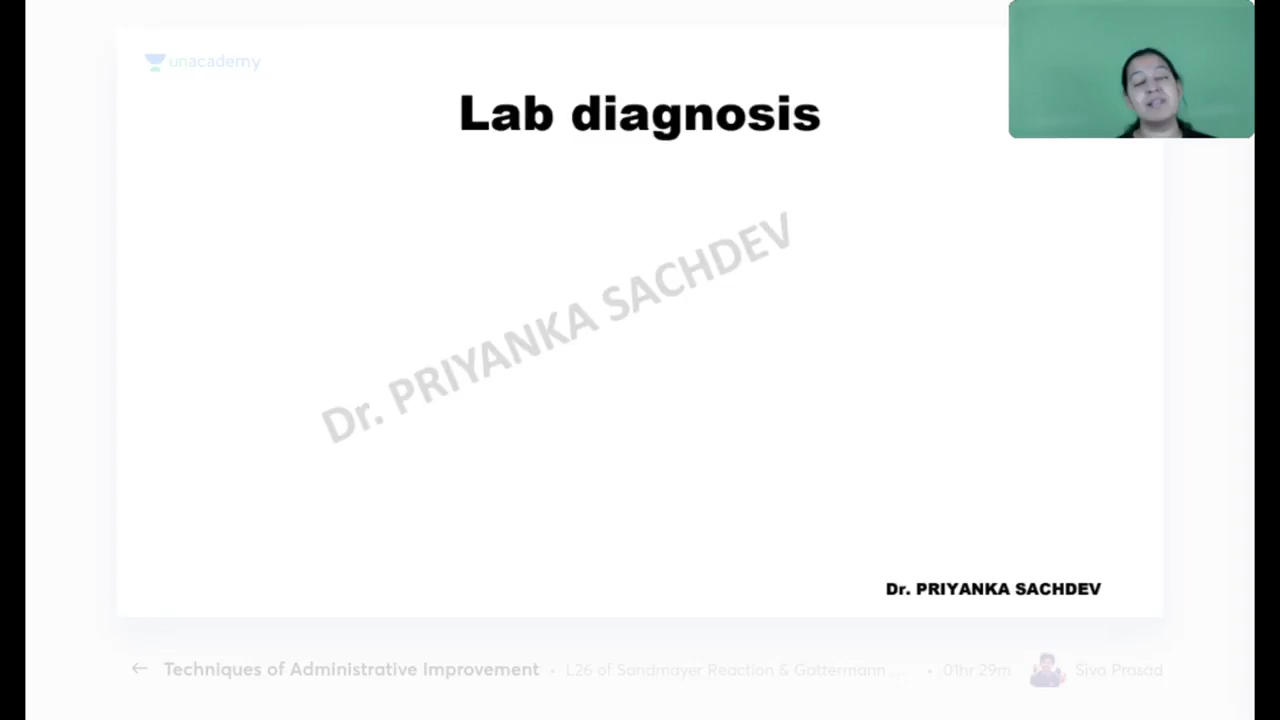 unacademy
Lab diagnosis
Dr. PRIYANKA SACHDEV
Dr. PRIYANKA SACHDEV
Techniques of Administrative Improvement • L26 of Sandmayer Reaction & Gattermann ... • 01hr 29m Siva Prasad